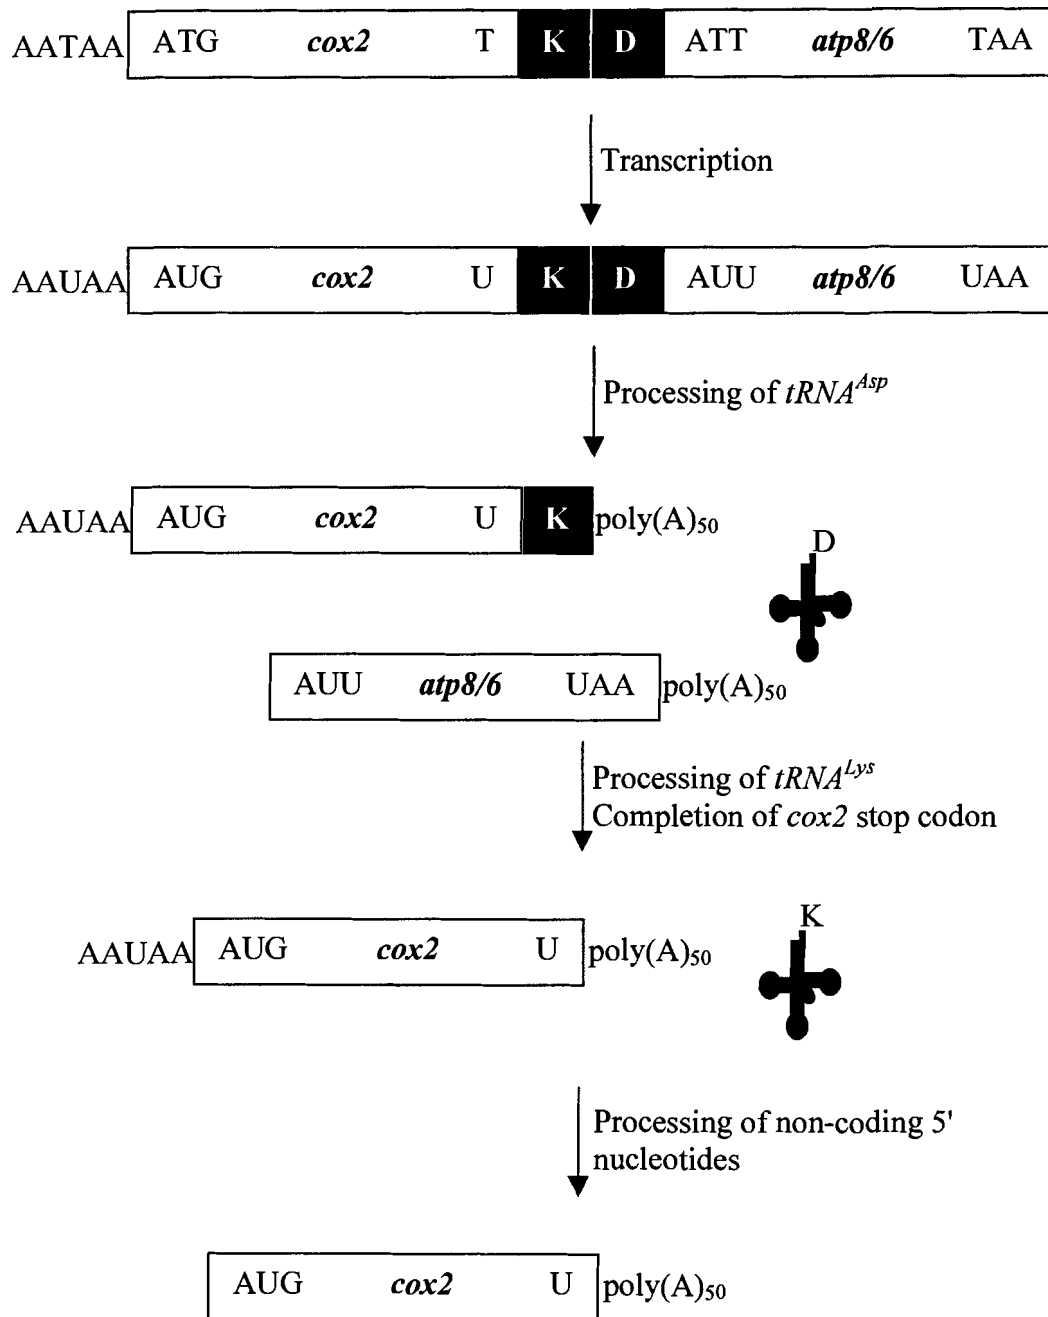 AATAA ATG cox2 T K D ATT atp8/6 TAA
Transcription
AAUAA AUG cox2 U K D AUU atp8/6 UAA
Processing of tRNA^Asp
AAUAA AUG cox2 U K poly(A)₅₀
D
AUU atp8/6 UAA poly(A)₅₀
Processing of tRNA^Lys
Completion of cox2 stop codon
K
AAUAA AUG cox2 U poly(A)₅₀
Processing of non-coding 5'
nucleotides
AUG cox2 U poly(A)₅₀